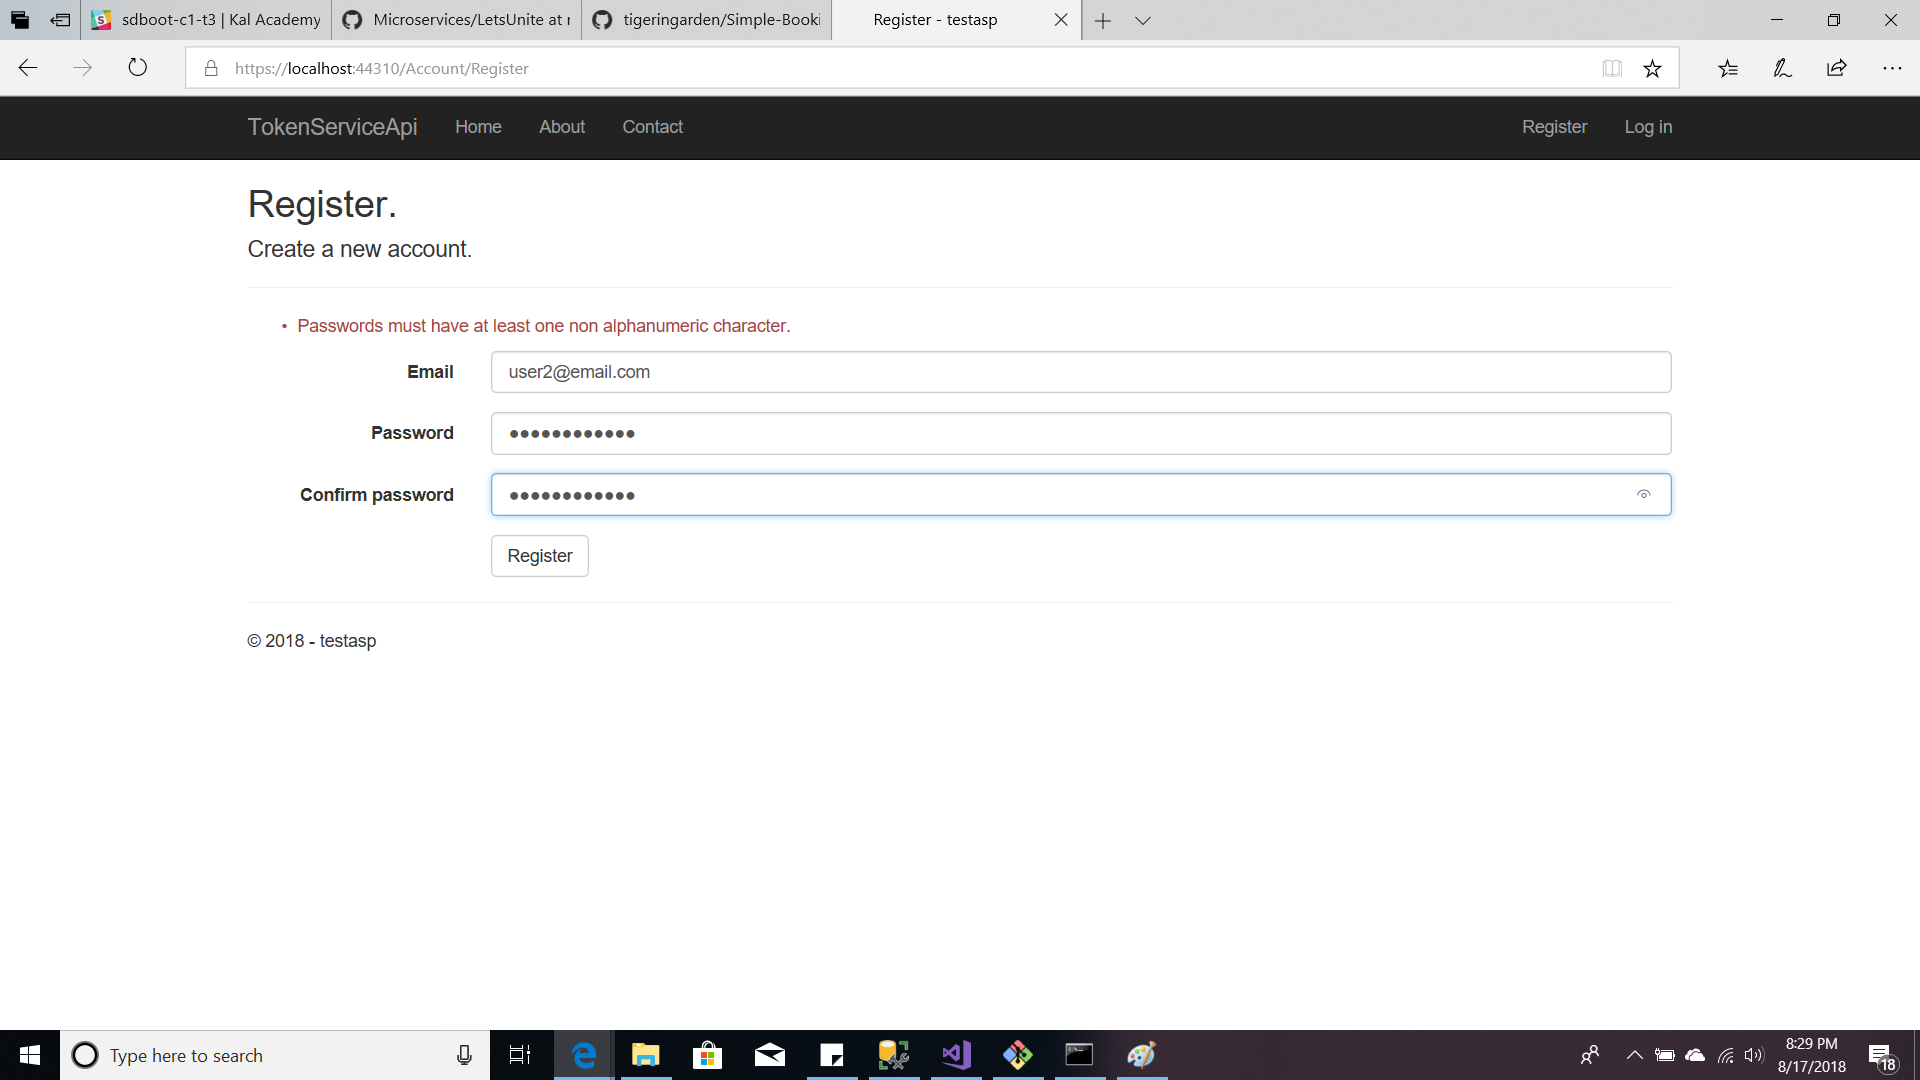 sdboot-c1-t3 | Kal Academy
Microservices/LetsUnite at r
tigeringarden/Simple-Booki
Register - testasp
https://localhost:44310/Account/Register
TokenServiceApi Home About Contact Register Log in
Register.
Create a new account.
• Passwords must have at least one non alphanumeric character.
Email user2@email.com
Password ••••••••••••
Confirm password ••••••••••••
Register
© 2018 - testasp
Type here to search
8:29 PM
8/17/2018
18